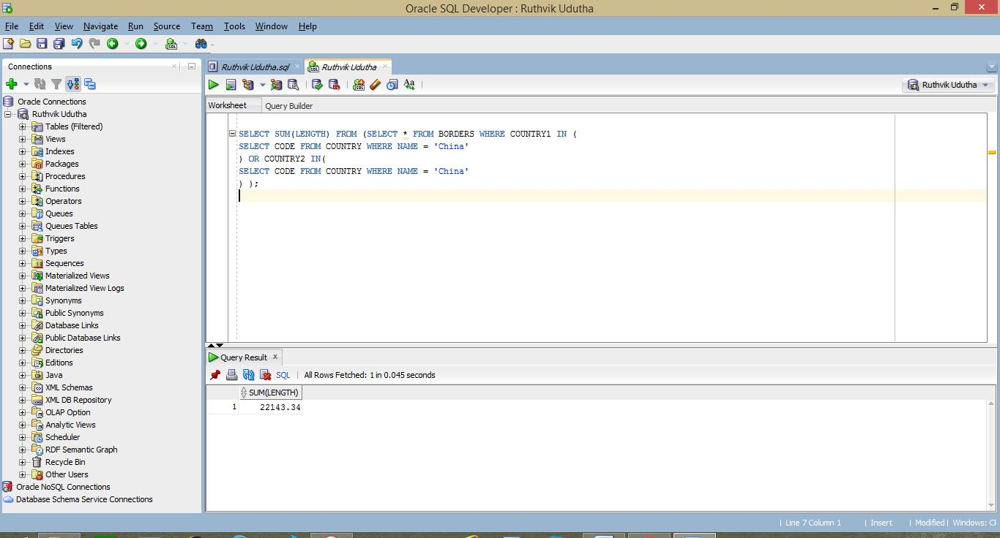 Oracle SQL Developer : Ruthvik Udutha
File Edit View Navigate Run Source Team Tools Window Help
Connections
Oracle Connections
Ruthvik Udutha
Tables (Filtered)
Views
Indexes
Packages
Procedures
Functions
Operators
Queues
Queues Tables
Triggers
Types
Sequences
Materialized Views
Materialized View Logs
Synonyms
Public Synonyms
Database Links
Public Database Links
Directories
Editions
Java
XML Schemas
XML DB Repository
OLAP Option
Analytic Views
Scheduler
RDF Semantic Graph
Recycle Bin
Other Users
Oracle NoSQL Connections
Database Schema Service Connections
Ruthvik Udutha.sql Ruthvik Udutha
Ruthvik Udutha
Worksheet Query Builder
SELECT SUM(LENGTH) FROM (SELECT * FROM BORDERS WHERE COUNTRY1 IN (
SELECT CODE FROM COUNTRY WHERE NAME = 'China'
) OR COUNTRY2 IN(
SELECT CODE FROM COUNTRY WHERE NAME = 'China'
) );
Query Result
SQL | All Rows Fetched: 1 in 0.045 seconds
SUM(LENGTH)
1 22143.34
| Line 7 Column 1 | Insert | Modified | Windows: CF